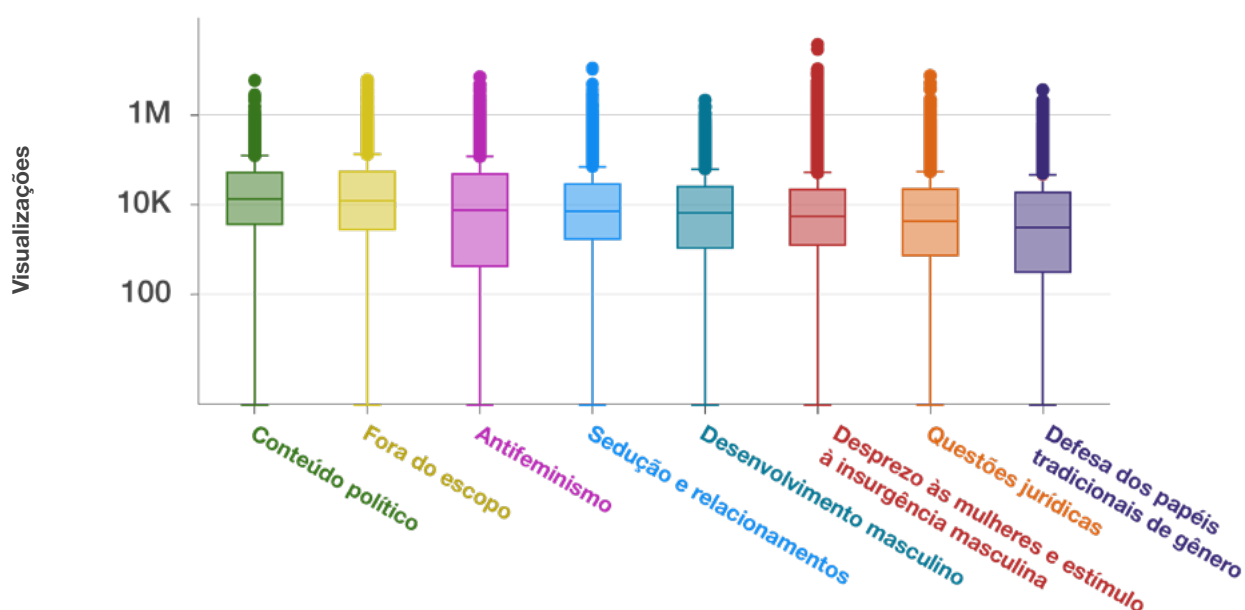 Visualizações
1M
10K
100
Conteúdo político
Fora do escopo
Antifeminismo
Sedução e relacionamentos
Desenvolvimento masculino
Desprezo às mulheres e estímulo
à insurgência masculina
Questões jurídicas
Defesa dos papéis
tradicionais de gênero